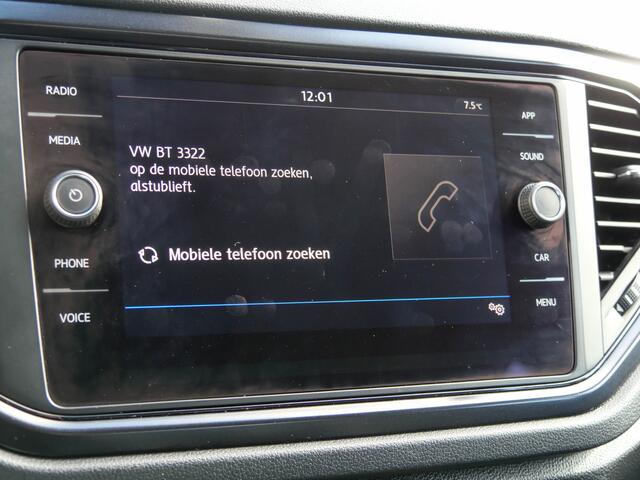 RADIO
MEDIA
PHONE
VOICE
12:01
7.5°C
VW BT 3322
op de mobiele telefoon zoeken,
alstublieft.
Mobiele telefoon zoeken
APP
SOUND
CAR
MENU